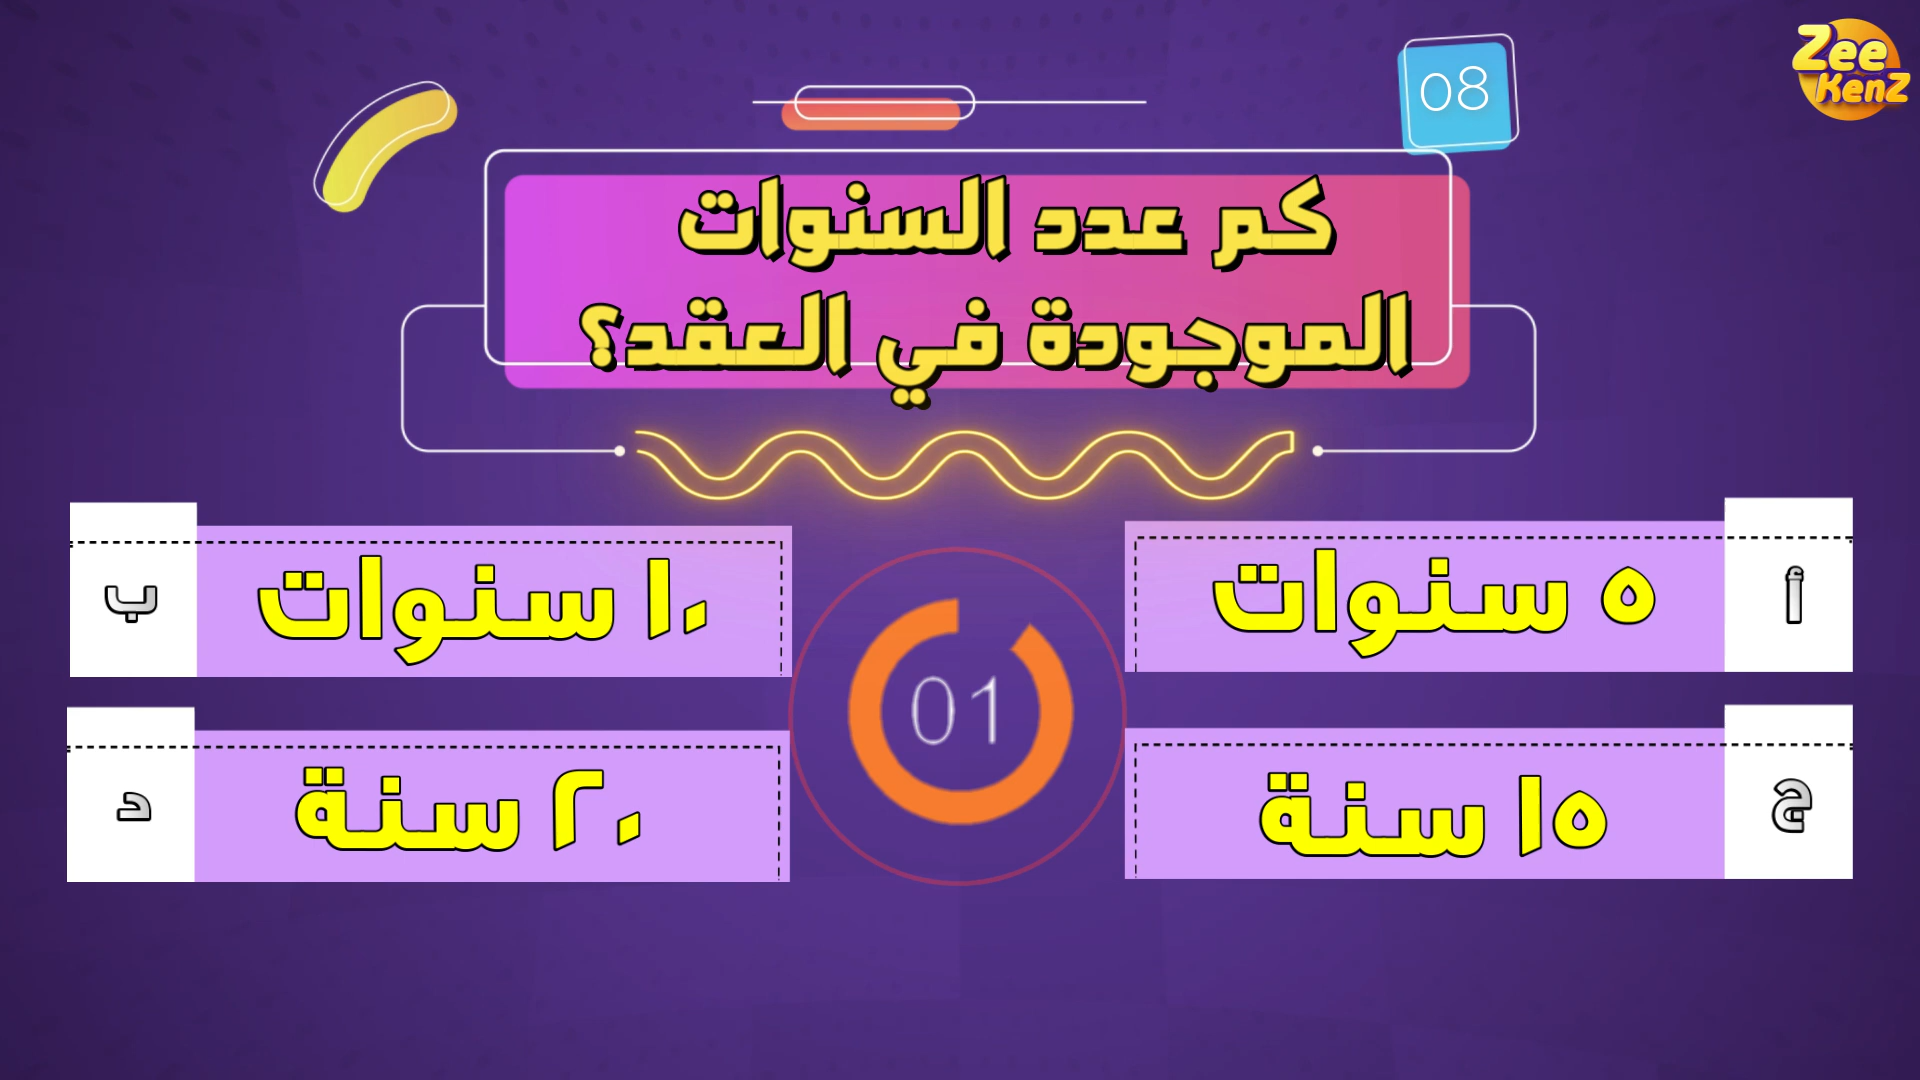 Zee
KenZ
08
كم عدد السنوات
الموجودة في العقد؟
أ
٥ سنوات
ب
١٠ سنوات
01
ج
١٥ سنة
د
٢٠ سنة